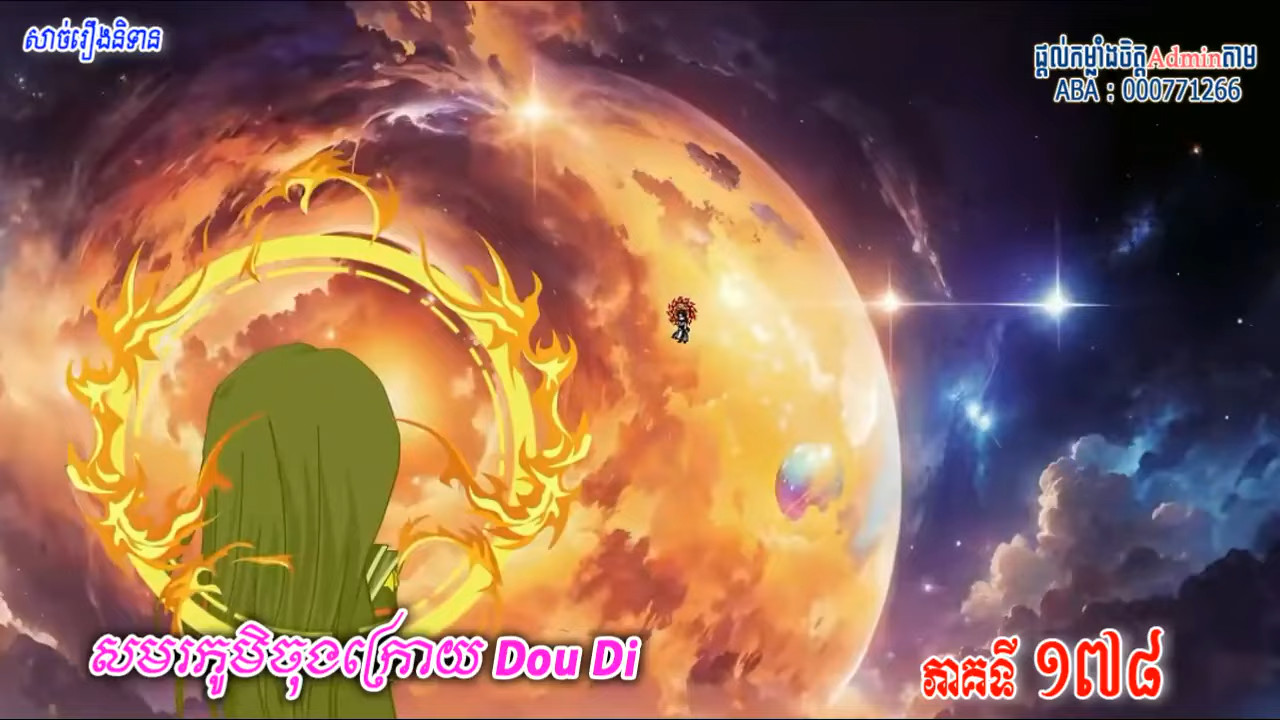 សាច់រឿងនិទាន
ផ្តល់កម្លាំងចិត្តAdminតាម
ABA : 000771266
សមរភូមិចុងក្រោយ Dou Di
ភាគទី ១៧៨